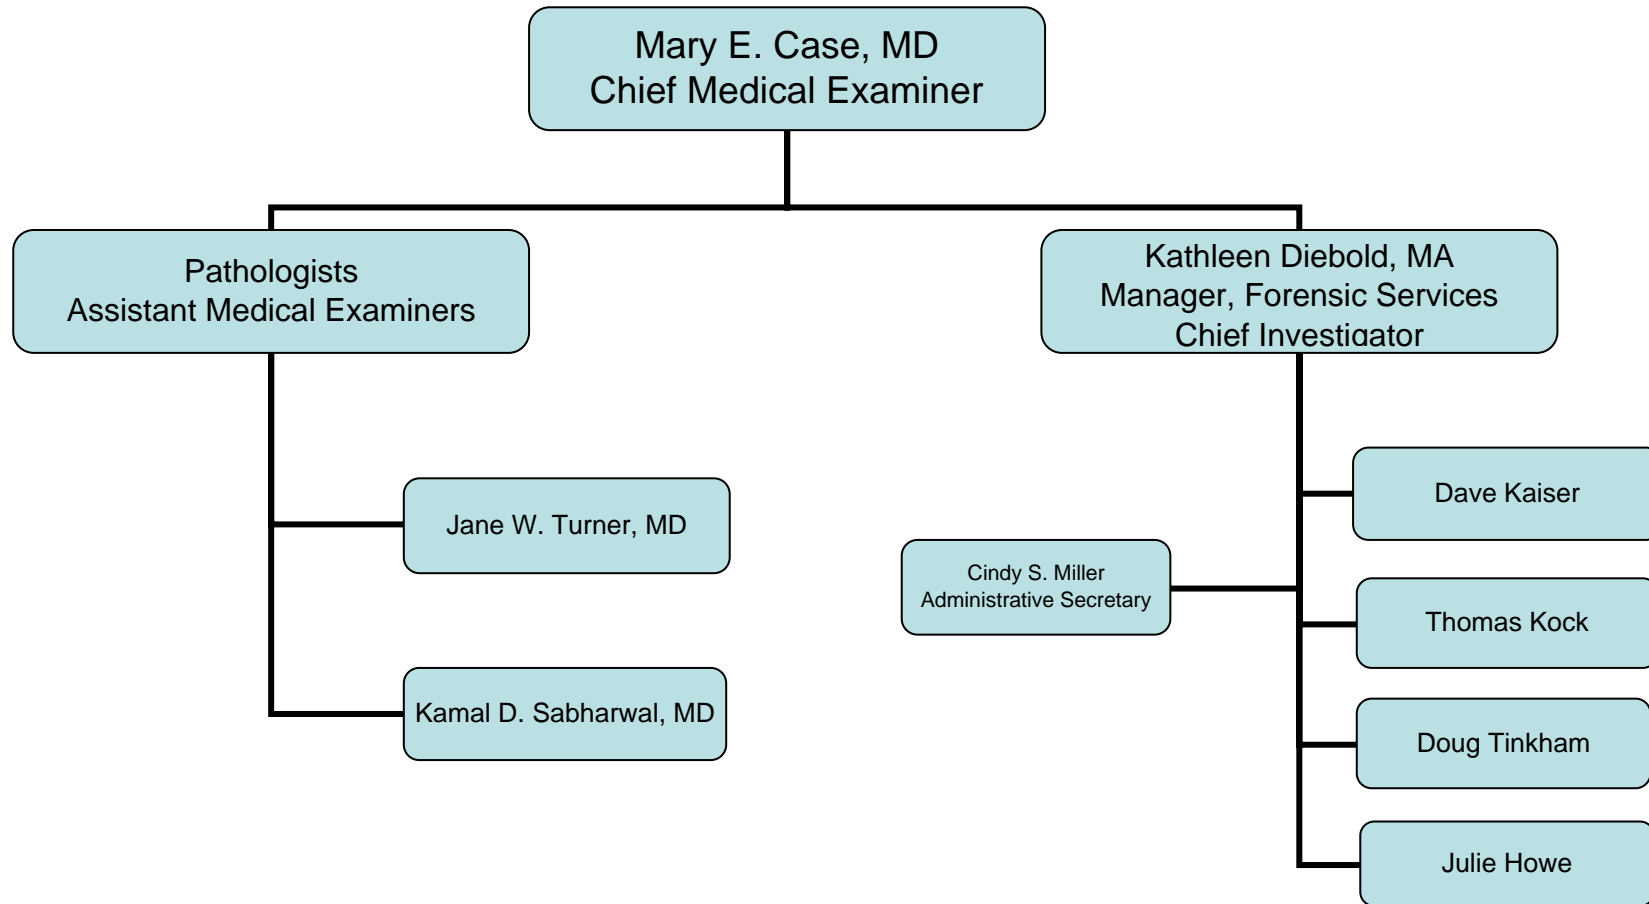 Mary E. Case, MD
Chief Medical Examiner
Pathologists
Assistant Medical Examiners
Kathleen Diebold, MA
Manager, Forensic Services
Chief Investigator
Jane W. Turner, MD
Kamal D. Sabharwal, MD
Cindy S. Miller
Administrative Secretary
Dave Kaiser
Thomas Kock
Doug Tinkham
Julie Howe